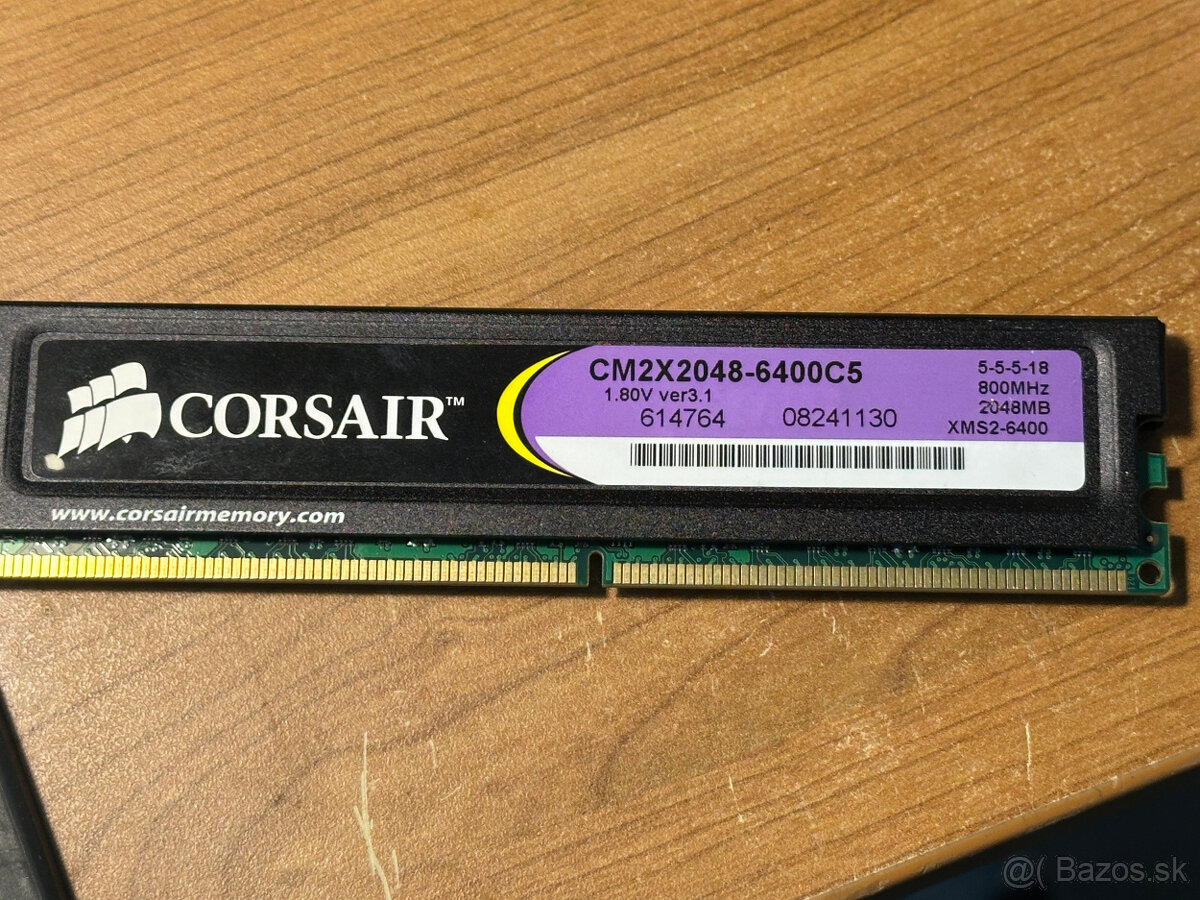 CORSAIR™
www.corsairmemory.com
CM2X2048-6400C5
1.80V ver3.1
614764 08241130
5-5-5-18
800MHz
2048MB
XMS2-6400
@( Bazos.sk